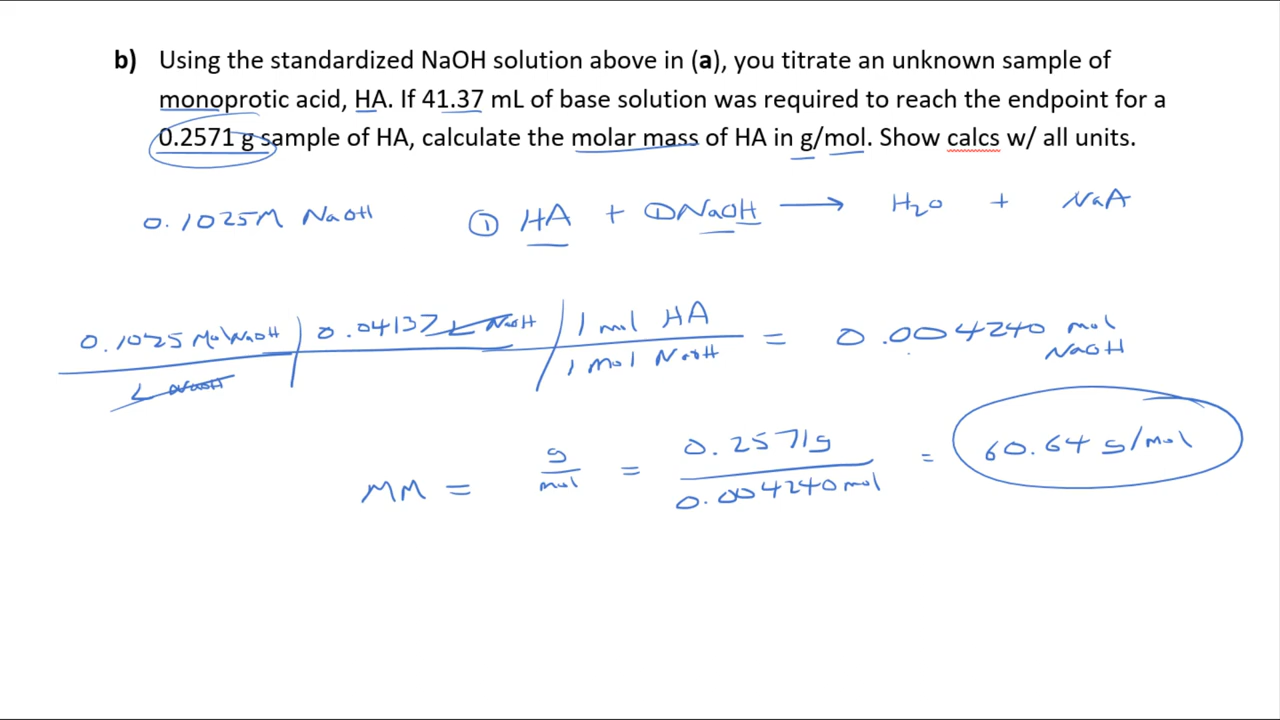 b) Using the standardized NaOH solution above in (a), you titrate an unknown sample of
monoprotic acid, HA. If 41.37 mL of base solution was required to reach the endpoint for a
0.2571 g sample of HA, calculate the molar mass of HA in g/mol. Show calcs w/ all units.
0.1025M NaOH ① HA + ①NaOH ⟶ H2O + NaA
0.1025 mol NaOH | 0.04137 L NaOH | 1 mol HA = 0.004240 mol NaOH
L NaOH | | 1 mol NaOH
MM = g/mol = 0.2571g / 0.004240 mol = 60.64 g/mol